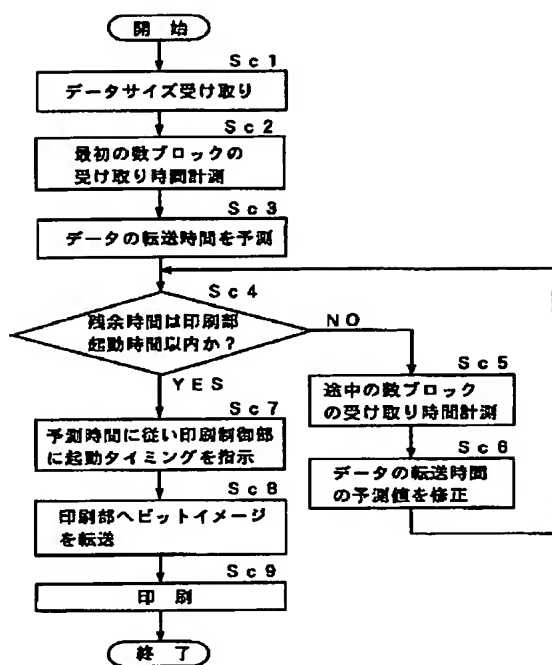 開 始
Sc1
データサイズ受け取り
Sc2
最初の数ブロックの
受け取り時間計測
Sc3
データの転送時間を予測
Sc4
残余時間は印刷部
起動時間以内か?
NO
YES
Sc5
途中の数ブロック
の受け取り時間計測
Sc6
データの転送時間
の予測値を修正
Sc7
予測時間に従い印刷制御部
に起動タイミングを指示
Sc8
印刷部へビットイメージ
を転送
Sc9
印 刷
終 了